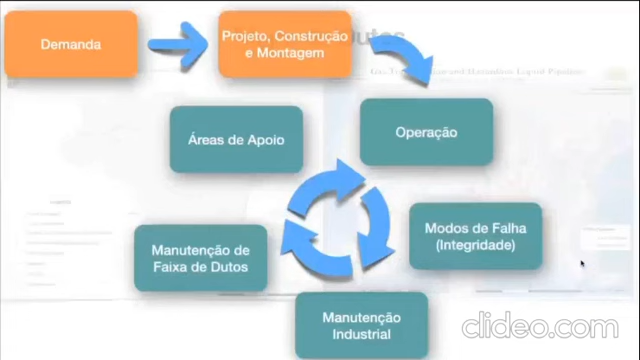 Demanda
Projeto, Construção
e Montagem
Dutos
Áreas de Apoio
Operação
Manutenção de
Faixa de Dutos
Modos de Falha
(Integridade)
Manutenção
Industrial
clideo.com